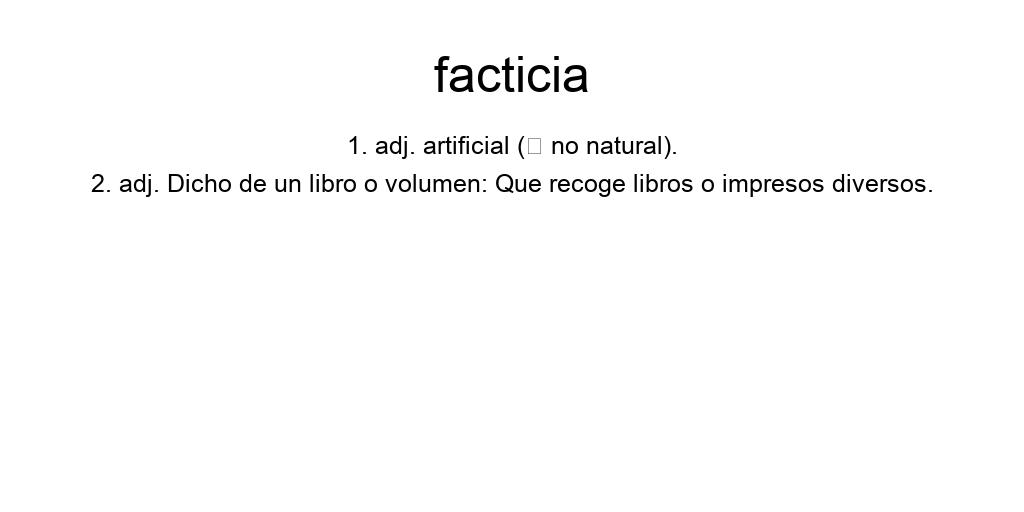 facticia
1. adj. artificial (□ no natural).
2. adj. Dicho de un libro o volumen: Que recoge libros o impresos diversos.